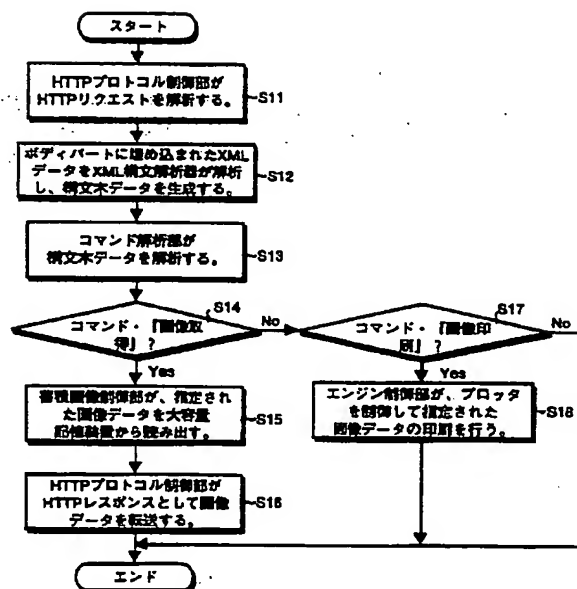 スタート
HTTPプロトコル制御部が
HTTPリクエストを解析する。
S11
ボディパートに埋め込まれたXML
データをXML構文解析器が解析
し、構文木データを生成する。
S12
コマンド解析部が
構文木データを解析する。
S13
S14
コマンド・『画像取
得』?
No
Yes
蓄積画像制御部が、指定され
た画像データを大容量
記憶装置から読み出す。
S15
HTTPプロトコル制御部が
HTTPレスポンスとして画像
データを転送する。
S16
S17
コマンド・『画像印
刷』?
No
Yes
エンジン制御部が、プロッタ
を制御して指定された
画像データの印刷を行う。
S18
エンド